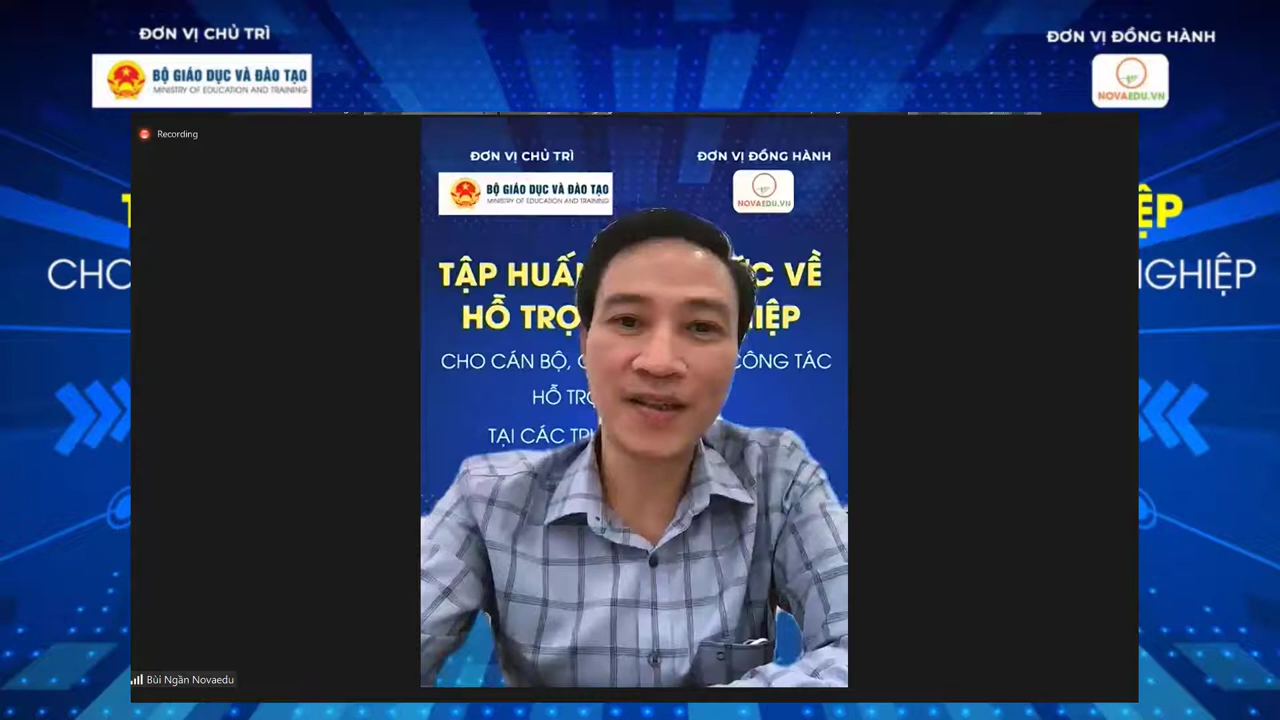 ĐƠN VỊ CHỦ TRÌ
ĐƠN VỊ ĐỒNG HÀNH
BỘ GIÁO DỤC VÀ ĐÀO TẠO
MINISTRY OF EDUCATION AND TRAINING
NOVAEDU.VN
Recording
ĐƠN VỊ CHỦ TRÌ
ĐƠN VỊ ĐỒNG HÀNH
BỘ GIÁO DỤC VÀ ĐÀO TẠO
MINISTRY OF EDUCATION AND TRAINING
NOVAEDU.VN
TẬP HUẤ VỀ
HỖ TRỢ IỆP
CHO CÁN BỘ, CÔNG TÁC
HỖ TRỢ
TẠI CÁC
CHO NGHIỆP
Bùi Ngần Novaedu